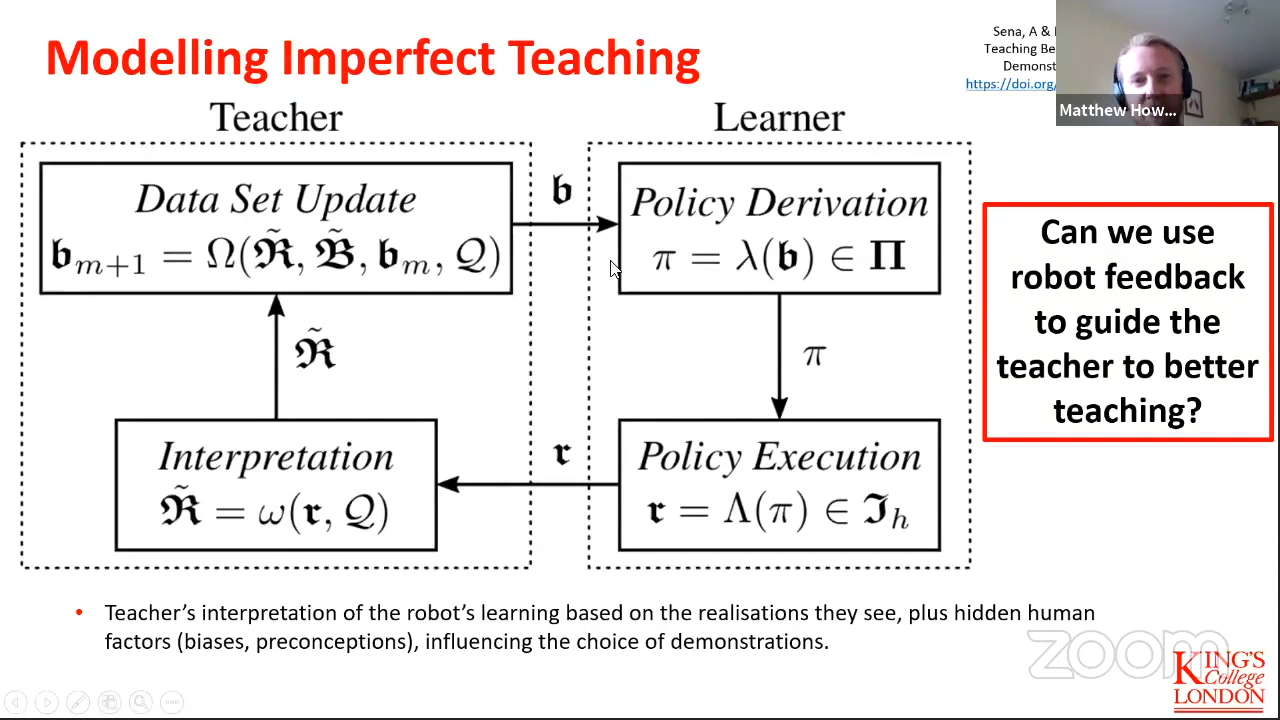 Modelling Imperfect Teaching
Sena, A &
Teaching
Demonst
https://doi.org/
Matthew How...
Teacher
Learner
Data Set Update
𝔟ₘ₊₁ = Ω(ℜ̃, 𝔅̃, 𝔟ₘ, 𝒬)
𝔟
Policy Derivation
π = λ(𝔟) ∈ Π
ℜ̃
π
Interpretation
ℜ̃ = ω(𝔯, 𝒬)
𝔯
Policy Execution
𝔯 = Λ(π) ∈ ℑₕ
Can we use
robot feedback
to guide the
teacher to better
teaching?
• Teacher's interpretation of the robot's learning based on the realisations they see, plus hidden human
factors (biases, preconceptions), influencing the choice of demonstrations.
zoom
KING'S
College
LONDON